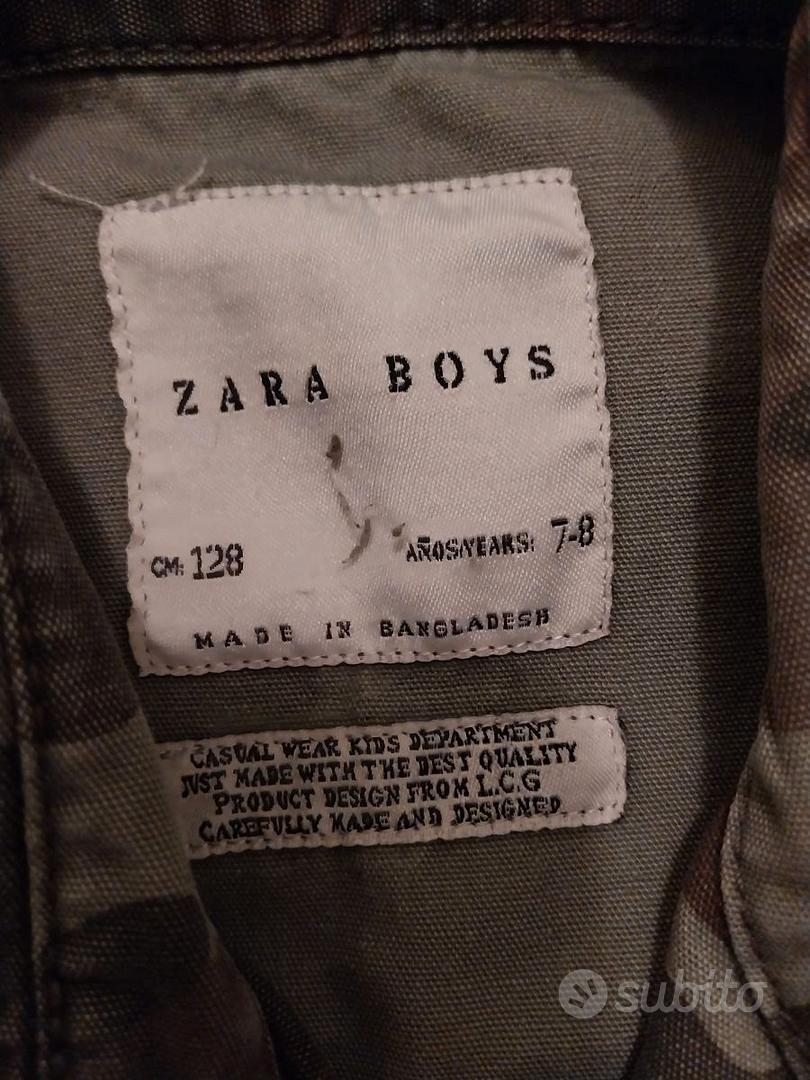 ZARA BOYS
CM: 128 AÑOS/YEARS: 7-8
MADE IN BANGLADESH
CASUAL WEAR KID'S DEPARTMENT
JUST MADE WITH THE BEST QUALITY
PRODUCT DESIGN FROM L.C.G
CAREFULLY MADE AND DESIGNED.
subito